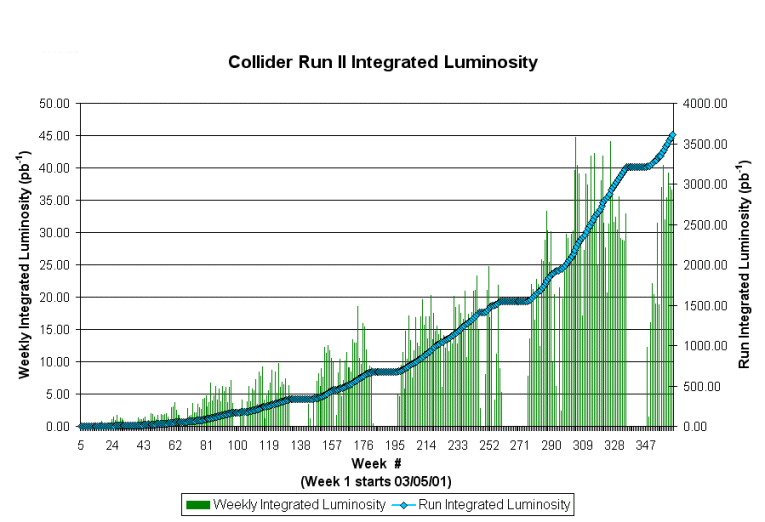 Collider Run II Integrated Luminosity
Weekly Integrated Luminosity (pb-1)
50.00
45.00
40.00
35.00
30.00
25.00
20.00
15.00
10.00
5.00
0.00
4000.00
3500.00
3000.00
2500.00
2000.00
1500.00
1000.00
500.00
0.00
Run Integrated Luminosity (pb-1)
5 24 43 62 81 100 119 138 157 176 195 214 233 252 271 290 309 328 347
Week #
(Week 1 starts 03/05/01)
Weekly Integrated Luminosity Run Integrated Luminosity